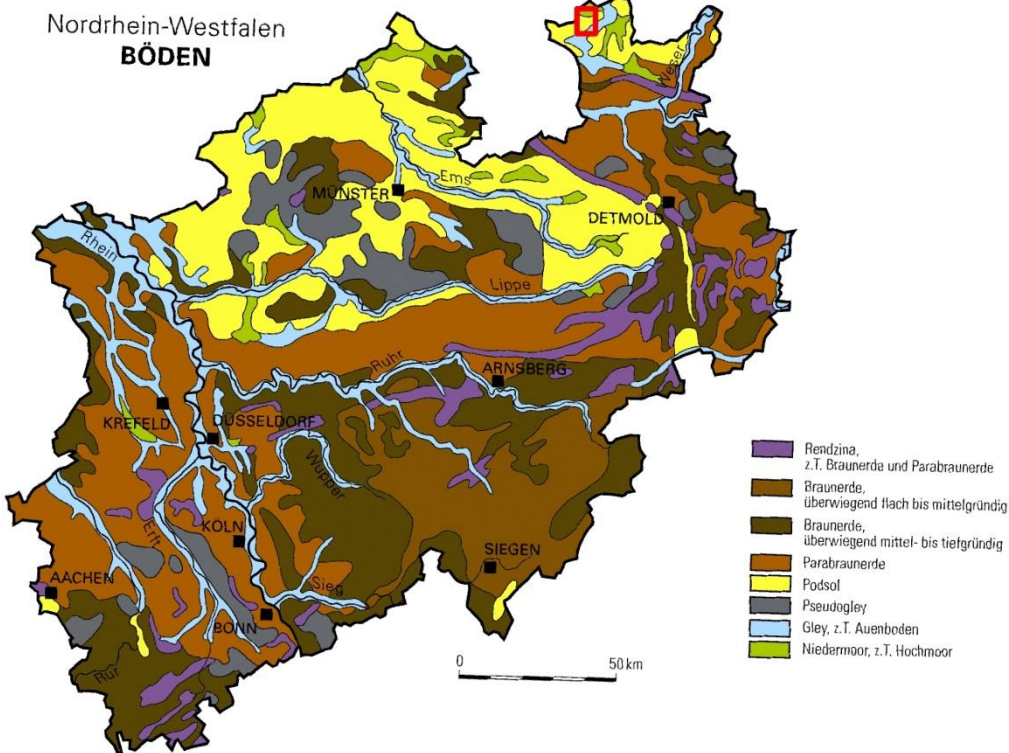 Nordrhein-Westfalen
BÖDEN
Weser
Ems
MÜNSTER
DETMOLD
Rhein
Lippe
Ruhr
ARNSBERG
KREFELD
DÜSSELDORF
Wupper
Erft
KÖLN
SIEGEN
AACHEN
Sieg
BONN
Rur
0 50 km
Rendzina,
z.T. Braunerde und Parabraunerde
Braunerde,
überwiegend flach bis mittelgründig
Braunerde,
überwiegend mittel- bis tiefgründig
Parabraunerde
Podsol
Pseudogley
Gley, z.T. Auenboden
Niedermoor, z.T. Hochmoor